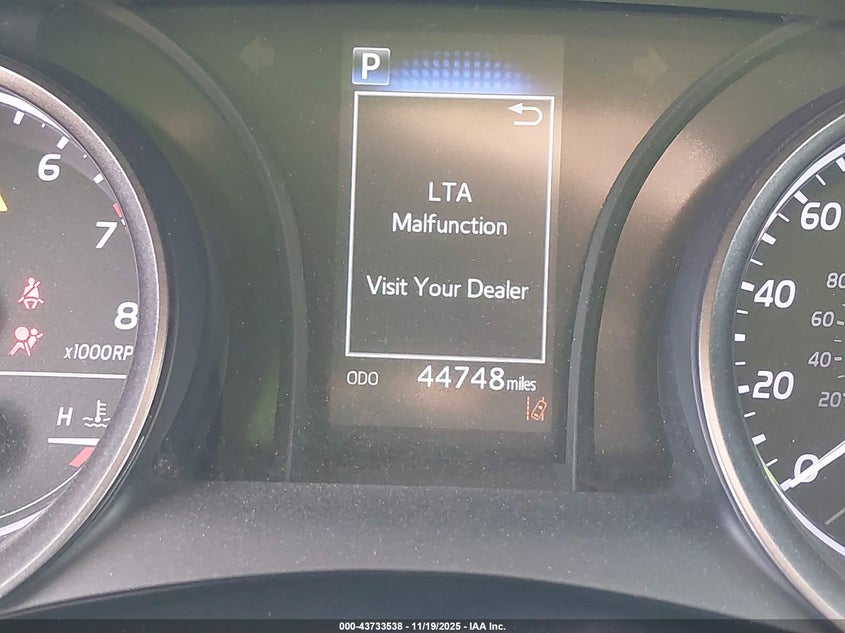 P
LTA
Malfunction
Visit Your Dealer
ODO 44748 miles
6
7
8
x1000RP
H
60
40
20
0
80
60
40
20
000-43733538 - 11/19/2025 - IAA Inc.